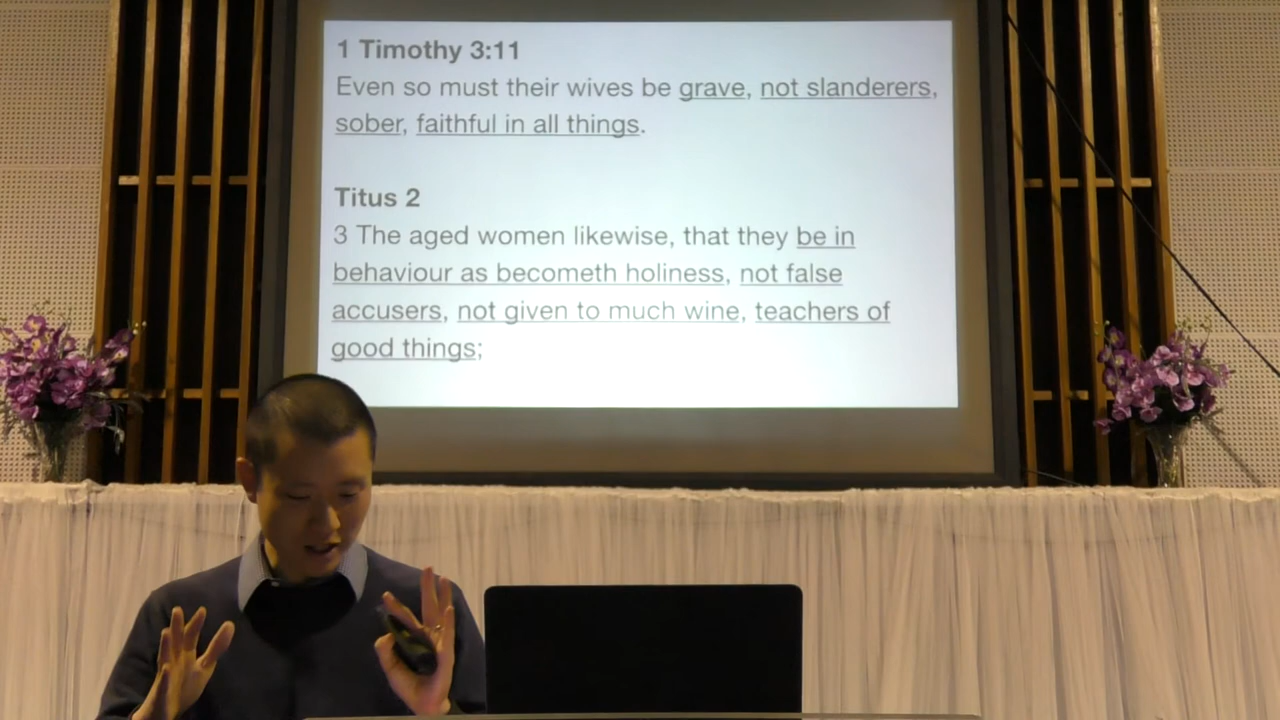 1 Timothy 3:11
Even so must their wives be grave, not slanderers,
sober, faithful in all things.
Titus 2
3 The aged women likewise, that they be in
behaviour as becometh holiness, not false
accusers, not given to much wine, teachers of
good things;